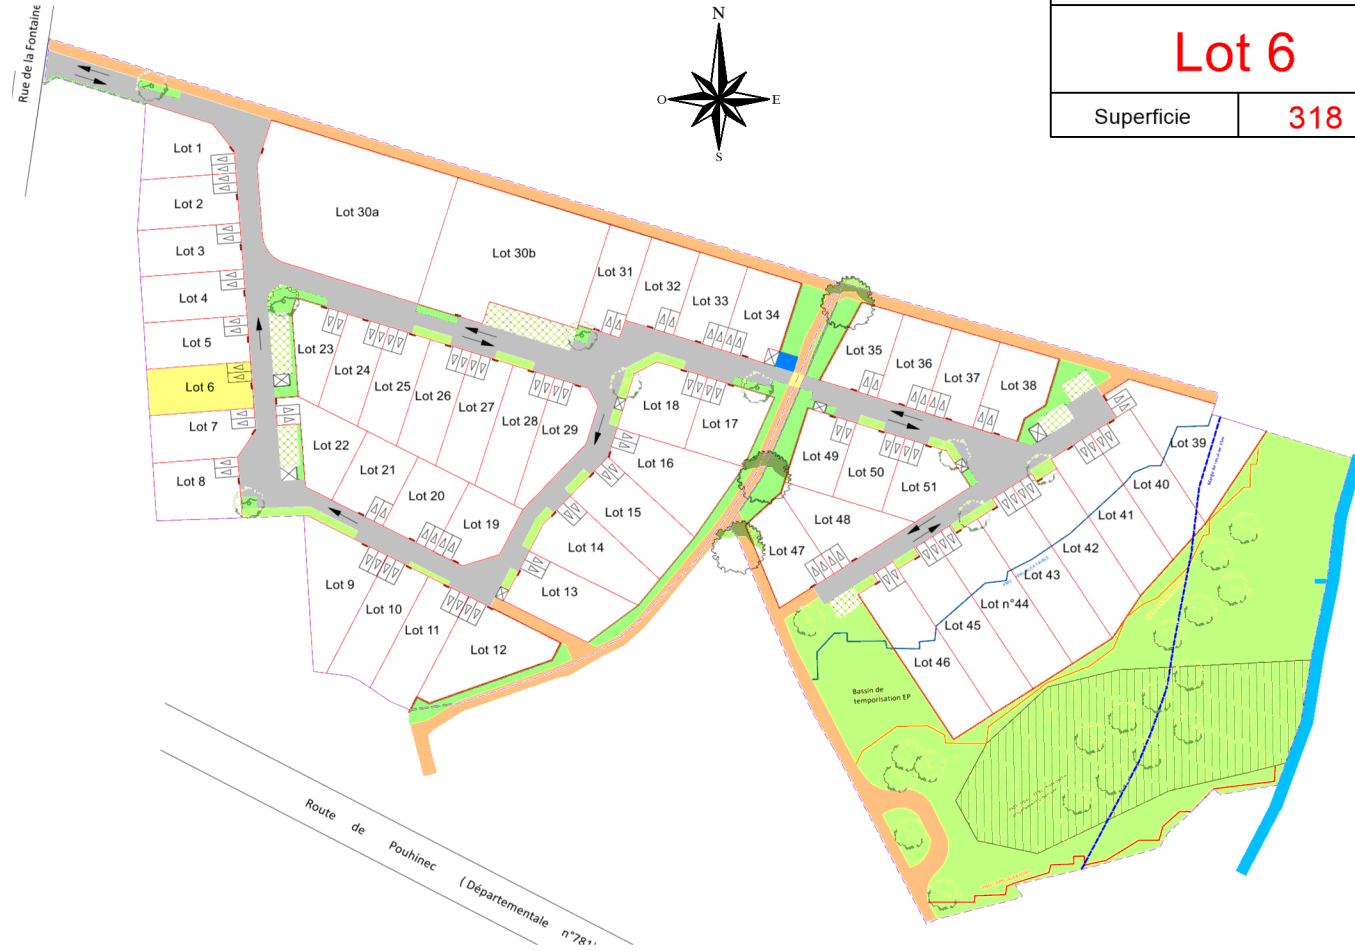 Rue de la Fontaine
N
O
E
S
Lot 6
Superficie
318
Lot 1
Lot 2
Lot 3
Lot 4
Lot 5
Lot 6
Lot 7
Lot 8
Lot 30a
Lot 30b
Lot 31
Lot 32
Lot 33
Lot 34
Lot 35
Lot 36
Lot 37
Lot 38
Lot 23
Lot 24
Lot 25
Lot 26
Lot 27
Lot 28
Lot 29
Lot 18
Lot 17
Lot 16
Lot 15
Lot 14
Lot 13
Lot 22
Lot 21
Lot 20
Lot 19
Lot 49
Lot 50
Lot 51
Lot 48
Lot 47
Lot 39
Lot 40
Lot 41
Lot 42
Lot 43
Lot n°44
Lot 45
Lot 46
Lot 9
Lot 10
Lot 11
Lot 12
Bassin de
temporisation EP
Route de Pouhinec (Départementale n°781